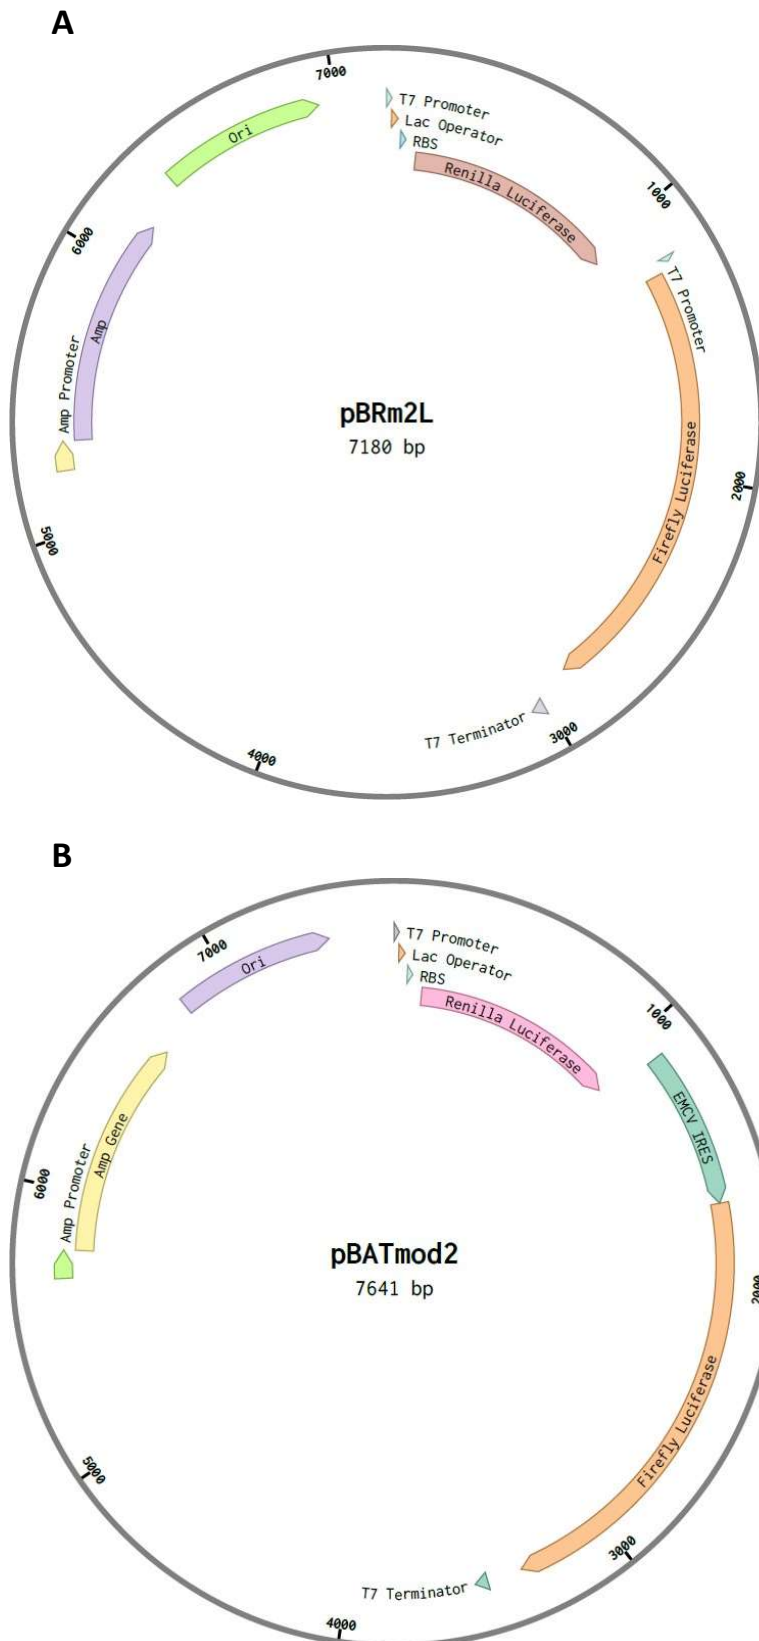 A
7000
T7 Promoter
Lac Operator
RBS
Renilla Luciferase
Ori
1000
6000
T7 Promoter
Amp
Amp Promoter
pBRm2L
7180 bp
Firefly Luciferase
2000
5000
T7 Terminator
3000
4000
B
7000
Ori
T7 Promoter
Lac Operator
RBS
Renilla Luciferase
1000
EMCV IRES
Amp Gene
Amp Promoter
6000
pBATmod2
7641 bp
2000
Firefly Luciferase
5000
3000
T7 Terminator
4000